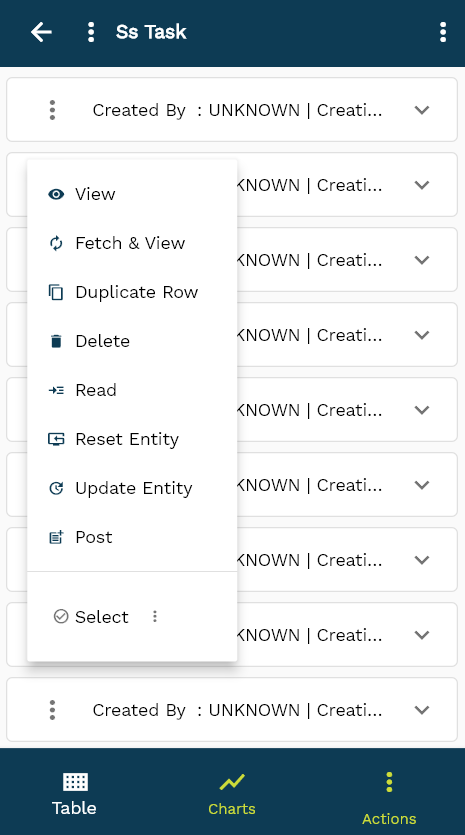 Ss Task
Created By : UNKNOWN | Creati...
KNOWN | Creati...
View
Fetch & View
KNOWN | Creati...
Duplicate Row
Delete
KNOWN | Creati...
Read
KNOWN | Creati...
Reset Entity
Update Entity
KNOWN | Creati...
Post
KNOWN | Creati...
Select
KNOWN | Creati...
Created By : UNKNOWN | Creati...
Table
Charts
Actions